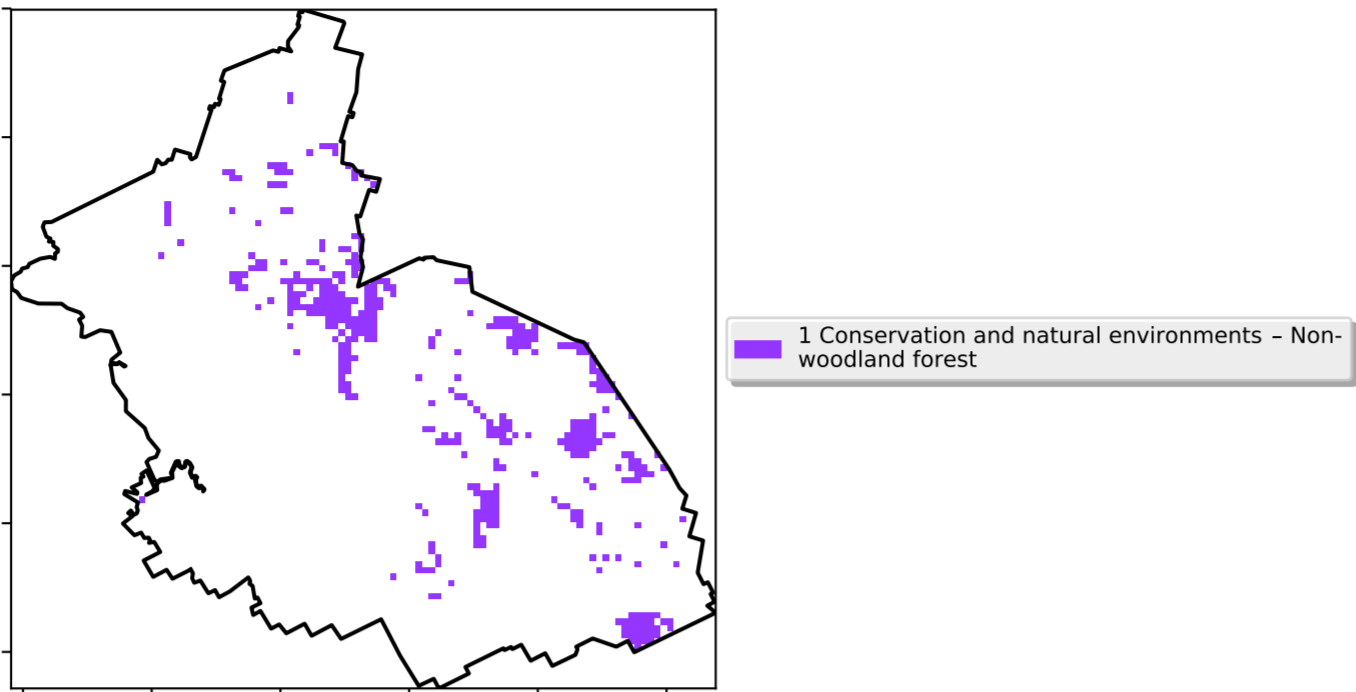 1 Conservation and natural environments – Non-
woodland forest